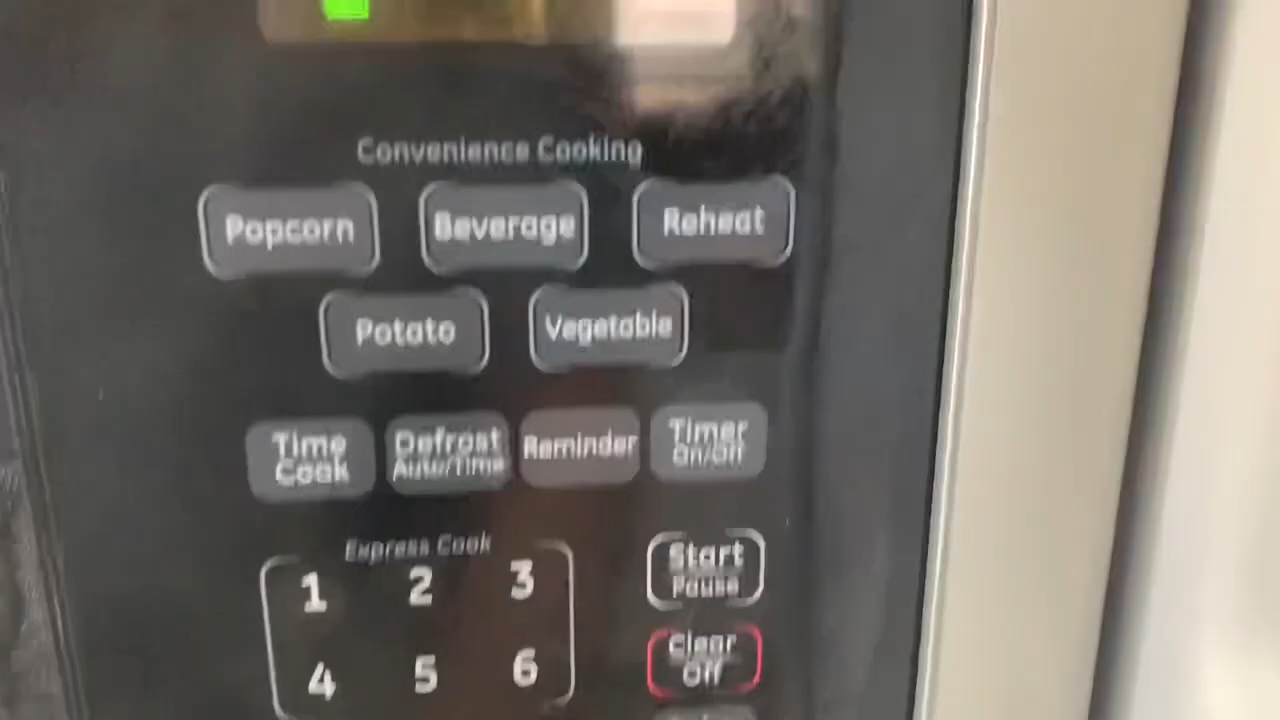 Convenience Cooking
Popcorn Beverage Reheat
Potato Vegetable
Time Cook
Defrost Auto/Time
Reminder
Timer On/Off
Express Cook
1 2 3
4 5 6
Start Pause
Clear Off